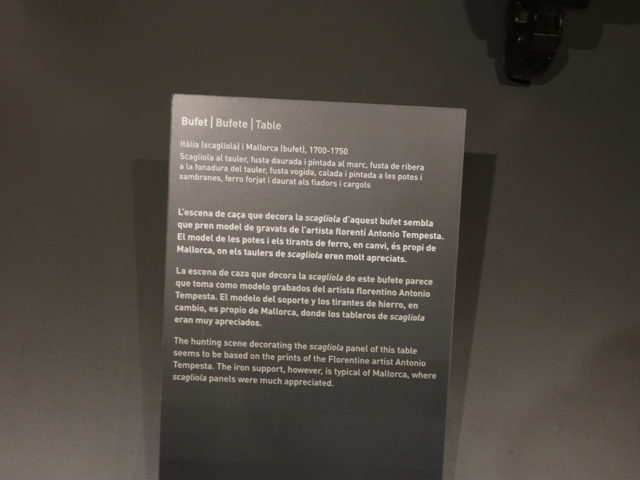 Bufet | Bufete | Table
Itàlia (scagliola) i Mallorca (bufet), 1700-1750
Scagliola al tauler, fusta daurada i pintada al marc, fusta de ribera
a la fonadura del tauler, fusta vogida, calada i pintada a les potes i
xambranes, ferro forjat i daurat als fiadors i cargols
L'escena de caça que decora la scagliola d'aquest bufet sembla
que pren model de gravats de l'artista florentí Antonio Tempesta.
El model de les potes i els tirants de ferro, en canvi, és propi de
Mallorca, on els taulers de scagliola eren molt apreciats.
La escena de caza que decora la scagliola de este bufete parece
que toma como modelo grabados del artista florentino Antonio
Tempesta. El modelo del soporte y los tirantes de hierro, en
cambio, es propio de Mallorca, donde los tableros de scagliola
eran muy apreciados.
The hunting scene decorating the scagliola panel of this table
seems to be based on the prints of the Florentine artist Antonio
Tempesta. The iron support, however, is typical of Mallorca, where
scagliola panels were much appreciated.